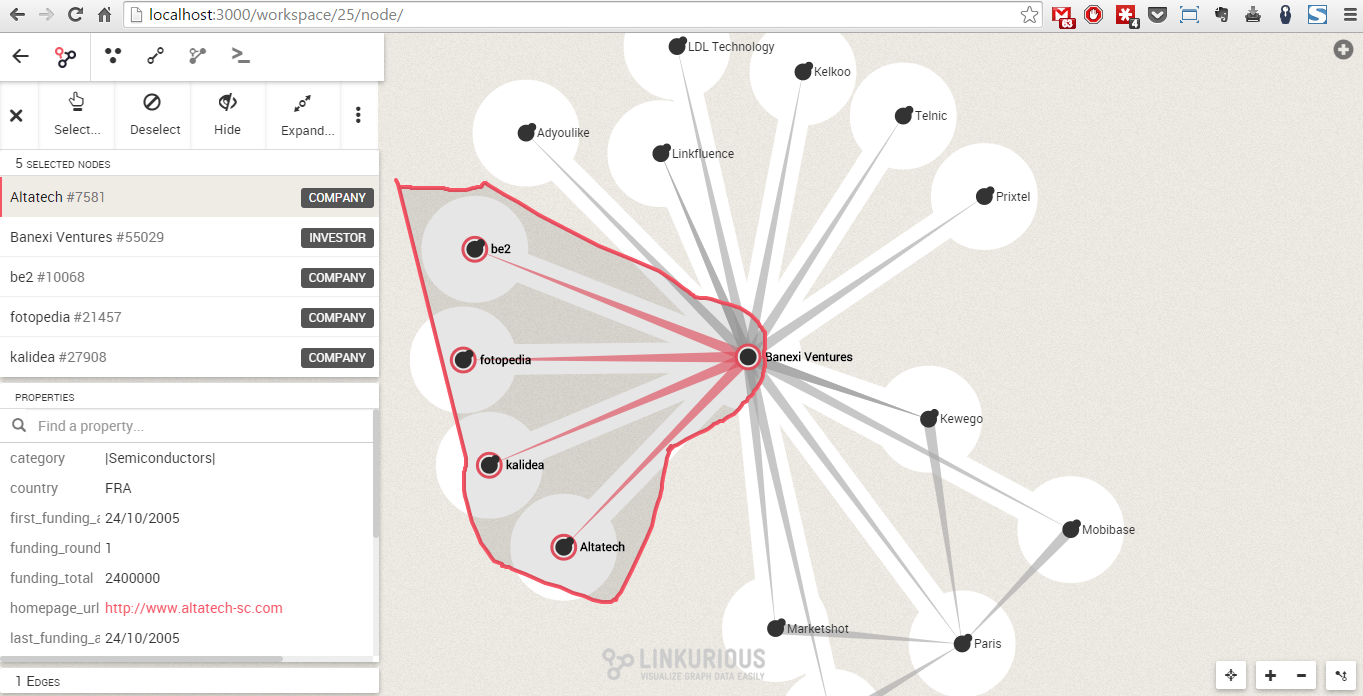 localhost:3000/workspace/25/node/
63
4
Select...
Deselect
Hide
Expand...
5 SELECTED NODES
Altatech #7581 COMPANY
Banexi Ventures #55029 INVESTOR
be2 #10068 COMPANY
fotopedia #21457 COMPANY
kalidea #27908 COMPANY
PROPERTIES
Find a property...
category |Semiconductors|
country FRA
first_funding_a 24/10/2005
funding_round 1
funding_total 2400000
homepage_url http://www.altatech-sc.com
last_funding_a 24/10/2005
1 EDGES
LDL Technology
Kelkoo
Telnic
Adyoulike
Linkfluence
Prixtel
be2
fotopedia
Banexi Ventures
Kewego
kalidea
Mobibase
Altatech
Marketshot
Paris
LINKURIOUS
VISUALIZE GRAPH DATA EASILY